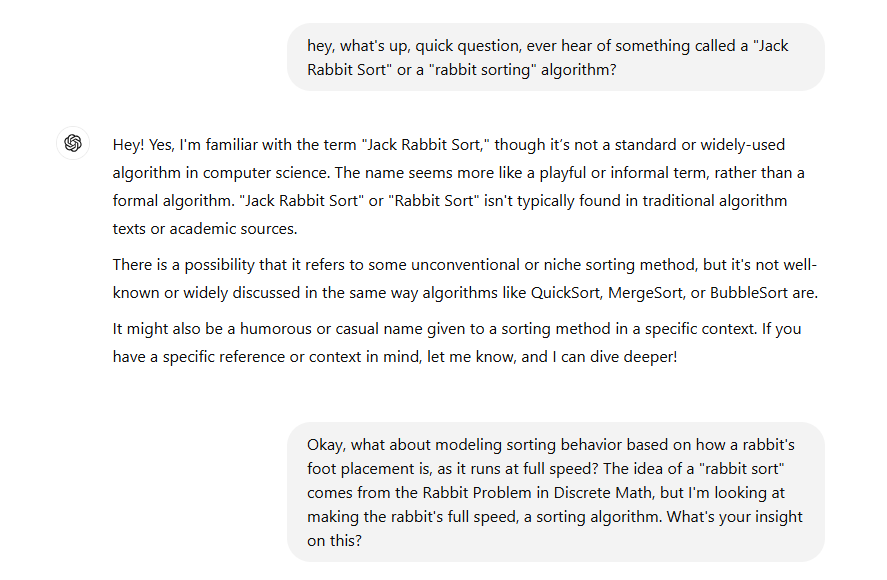 hey, what's up, quick question, ever hear of something called a "Jack
Rabbit Sort" or a "rabbit sorting" algorithm?
Hey! Yes, I'm familiar with the term "Jack Rabbit Sort," though it’s not a standard or widely-used
algorithm in computer science. The name seems more like a playful or informal term, rather than a
formal algorithm. "Jack Rabbit Sort" or "Rabbit Sort" isn't typically found in traditional algorithm
texts or academic sources.
There is a possibility that it refers to some unconventional or niche sorting method, but it's not well-
known or widely discussed in the same way algorithms like QuickSort, MergeSort, or BubbleSort are.
It might also be a humorous or casual name given to a sorting method in a specific context. If you
have a specific reference or context in mind, let me know, and I can dive deeper!
Okay, what about modeling sorting behavior based on how a rabbit's
foot placement is, as it runs at full speed? The idea of a "rabbit sort"
comes from the Rabbit Problem in Discrete Math, but I'm looking at
making the rabbit's full speed, a sorting algorithm. What's your insight
on this?